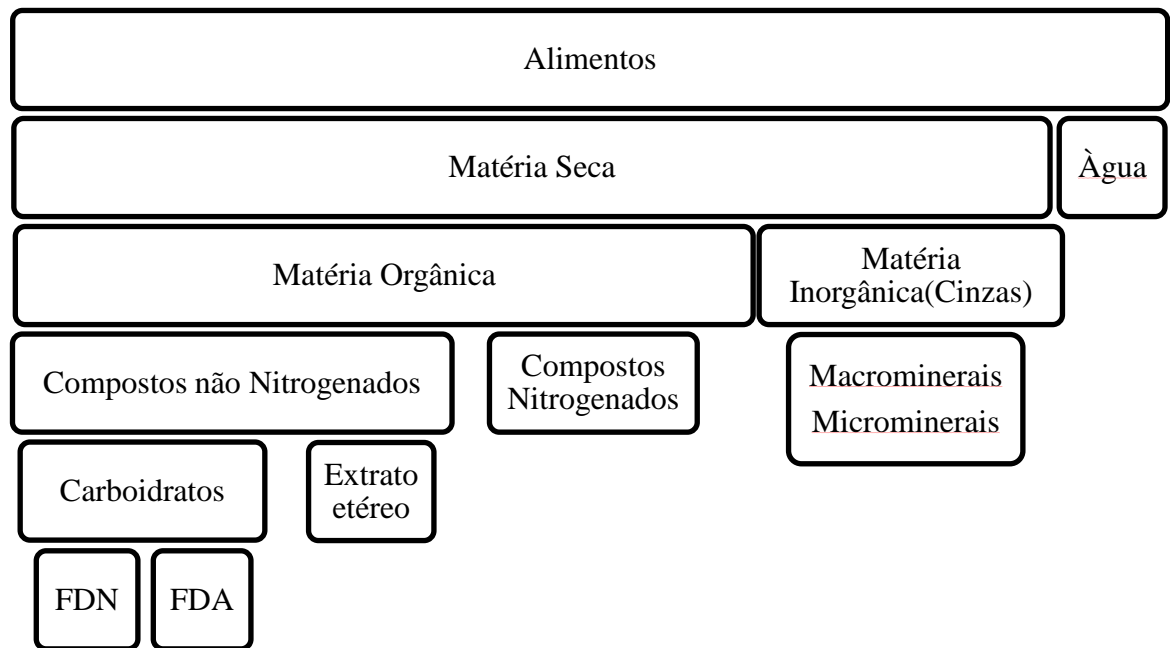 Alimentos
Matéria Seca
Àgua
Matéria Orgânica
Matéria
Inorgânica(Cinzas)
Compostos não Nitrogenados
Compostos
Nitrogenados
Macrominerais
Microminerais
Carboidratos
Extrato
etéreo
FDN
FDA